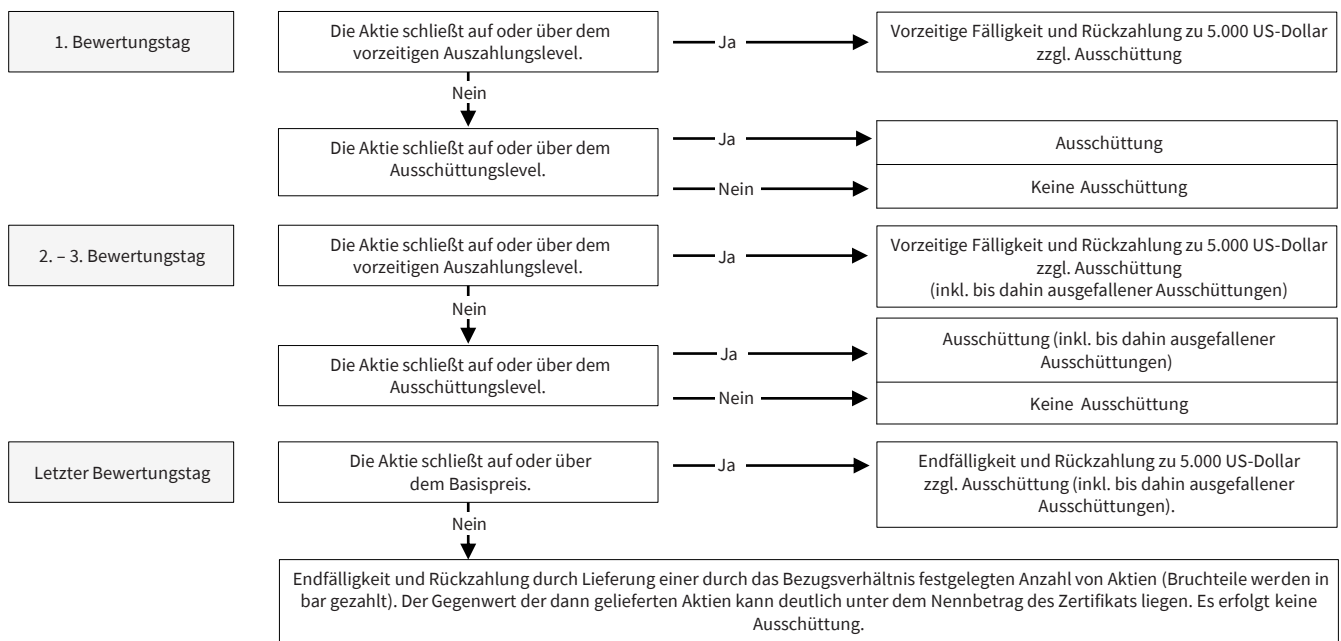 1. Bewertungstag
Die Aktie schließt auf oder über dem
vorzeitigen Auszahlungslevel.
Ja
Vorzeitige Fälligkeit und Rückzahlung zu 5.000 US-Dollar
zzgl. Ausschüttung
Nein
Die Aktie schließt auf oder über dem
Ausschüttungslevel.
Ja
Ausschüttung
Nein
Keine Ausschüttung
2. – 3. Bewertungstag
Die Aktie schließt auf oder über dem
vorzeitigen Auszahlungslevel.
Ja
Vorzeitige Fälligkeit und Rückzahlung zu 5.000 US-Dollar
zzgl. Ausschüttung
(inkl. bis dahin ausgefallener Ausschüttungen)
Nein
Die Aktie schließt auf oder über dem
Ausschüttungslevel.
Ja
Ausschüttung (inkl. bis dahin ausgefallener
Ausschüttungen)
Nein
Keine Ausschüttung
Letzter Bewertungstag
Die Aktie schließt auf oder über
dem Basispreis.
Ja
Endfälligkeit und Rückzahlung zu 5.000 US-Dollar
zzgl. Ausschüttung (inkl. bis dahin ausgefallener
Ausschüttungen).
Nein
Endfälligkeit und Rückzahlung durch Lieferung einer durch das Bezugsverhältnis festgelegten Anzahl von Aktien (Bruchteile werden in
bar gezahlt). Der Gegenwert der dann gelieferten Aktien kann deutlich unter dem Nennbetrag des Zertifikats liegen. Es erfolgt keine
Ausschüttung.